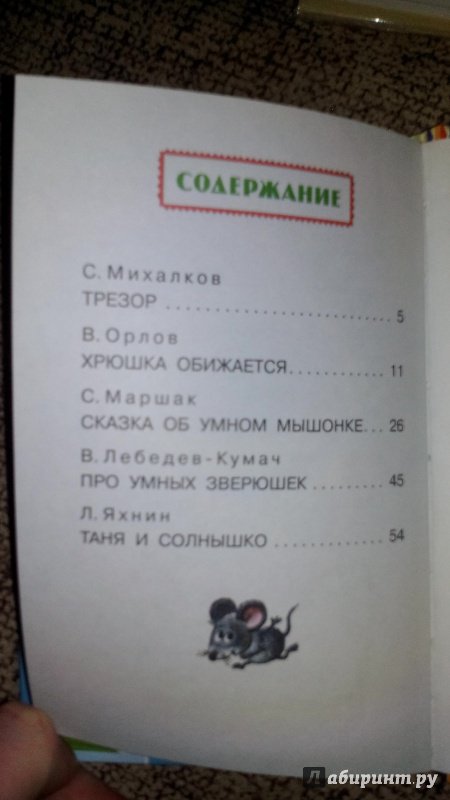 СОДЕРЖАНИЕ
С. Михалков
ТРЕЗОР .......................... 5
В. Орлов
ХРЮШКА ОБИЖАЕТСЯ............ 11
С. Маршак
СКАЗКА ОБ УМНОМ МЫШОНКЕ... 26
В. Лебедев-Кумач
ПРО УМНЫХ ЗВЕРЮШЕК ......... 45
Л. Яхнин
ТАНЯ И СОЛНЫШКО ............. 54
Лабиринт.ру